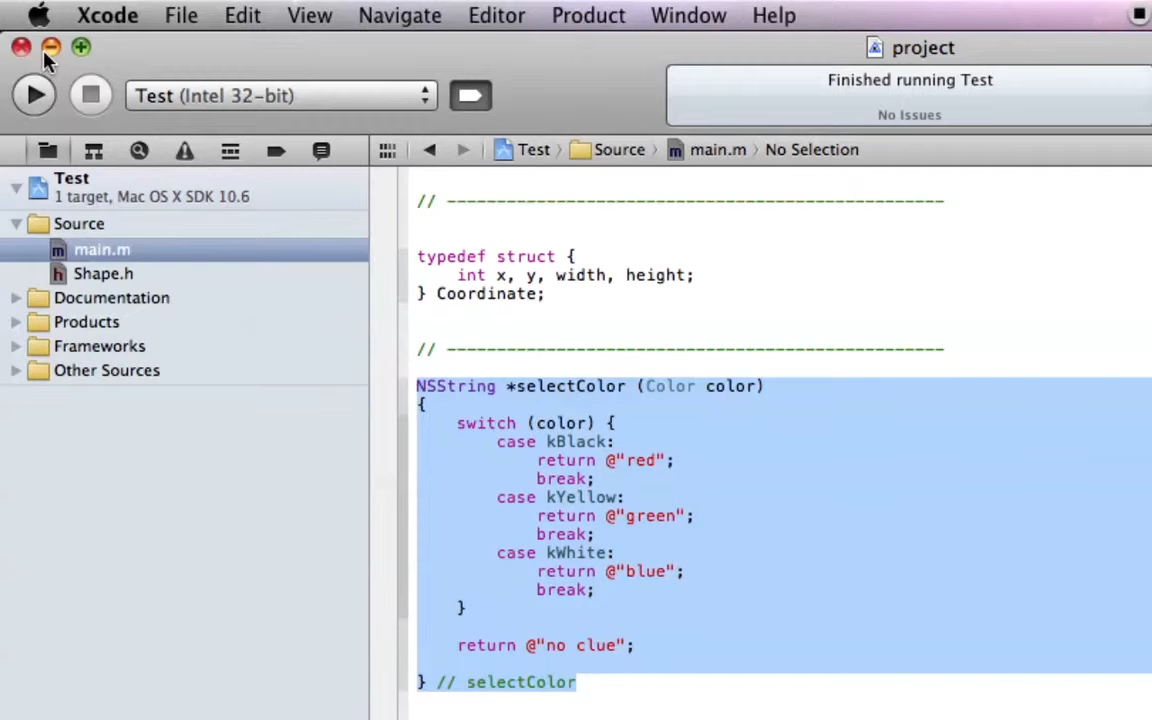 Xcode File Edit View Navigate Editor Product Window Help
project
Test (Intel 32-bit)
Finished running Test
No Issues
Test Source main.m No Selection
Test
1 target, Mac OS X SDK 10.6
Source
main.m
Shape.h
Documentation
Products
Frameworks
Other Sources
// --------------------------------------------------
typedef struct {
int x, y, width, height;
} Coordinate;
// --------------------------------------------------
NSString *selectColor (Color color)
{
switch (color) {
case kBlack:
return @"red";
break;
case kYellow:
return @"green";
break;
case kWhite:
return @"blue";
break;
}
return @"no clue";
} // selectColor